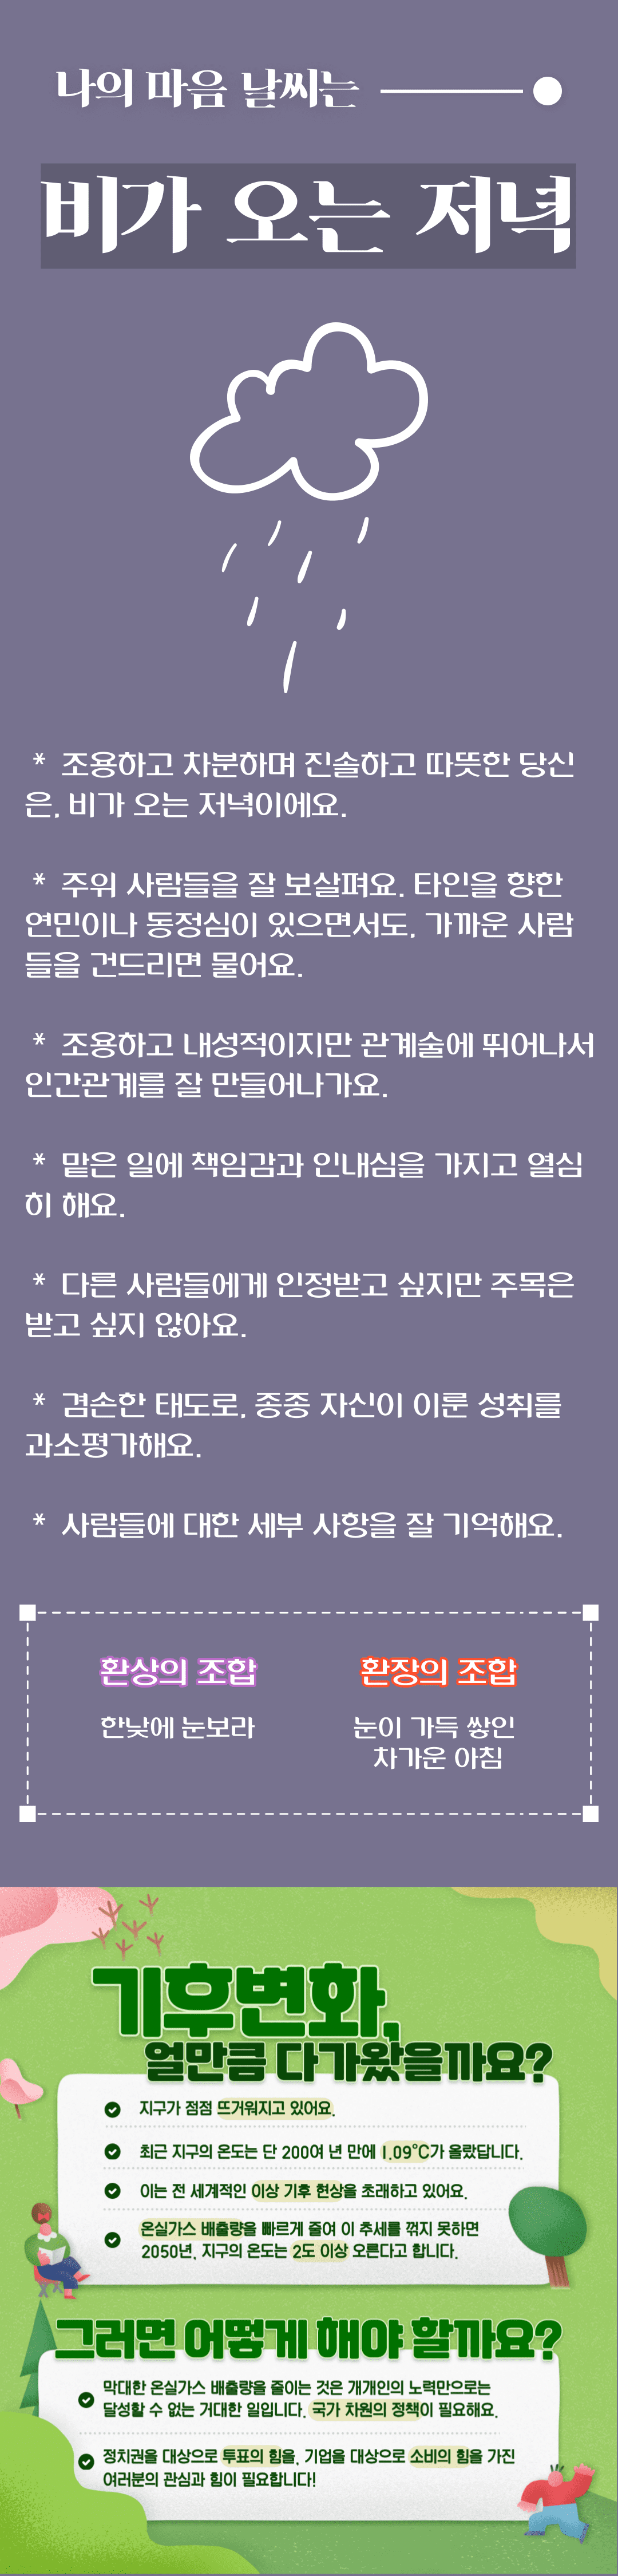 나의 마음 날씨는
비가 오는 저녁
* 조용하고 차분하며 진솔하고 따뜻한 당신
은, 비가 오는 저녁이에요.
* 주위 사람들을 잘 보살펴요. 타인을 향한
연민이나 동정심이 있으면서도, 가까운 사람
들을 건드리면 물어요.
* 조용하고 내성적이지만 관계술에 뛰어나서
인간관계를 잘 만들어나가요.
* 맡은 일에 책임감과 인내심을 가지고 열심
히 해요.
* 다른 사람들에게 인정받고 싶지만 주목은
받고 싶지 않아요.
* 겸손한 태도로, 종종 자신이 이룬 성취를
과소평가해요.
* 사람들에 대한 세부 사항을 잘 기억해요.
환상의 조합
한낮에 눈보라
환장의 조합
눈이 가득 쌓인
차가운 아침
기후변화,
얼만큼 다가왔을까요?
지구가 점점 뜨거워지고 있어요.
최근 지구의 온도는 단 200여 년 만에 1.09℃가 올랐답니다.
이는 전 세계적인 이상 기후 현상을 초래하고 있어요.
온실가스 배출량을 빠르게 줄여 이 추세를 꺾지 못하면
2050년, 지구의 온도는 2도 이상 오른다고 합니다.
그러면 어떻게 해야 할까요?
막대한 온실가스 배출량을 줄이는 것은 개개인의 노력만으로는
달성할 수 없는 거대한 일입니다. 국가 차원의 정책이 필요해요.
정치권을 대상으로 투표의 힘을, 기업을 대상으로 소비의 힘을 가진
여러분의 관심과 힘이 필요합니다!